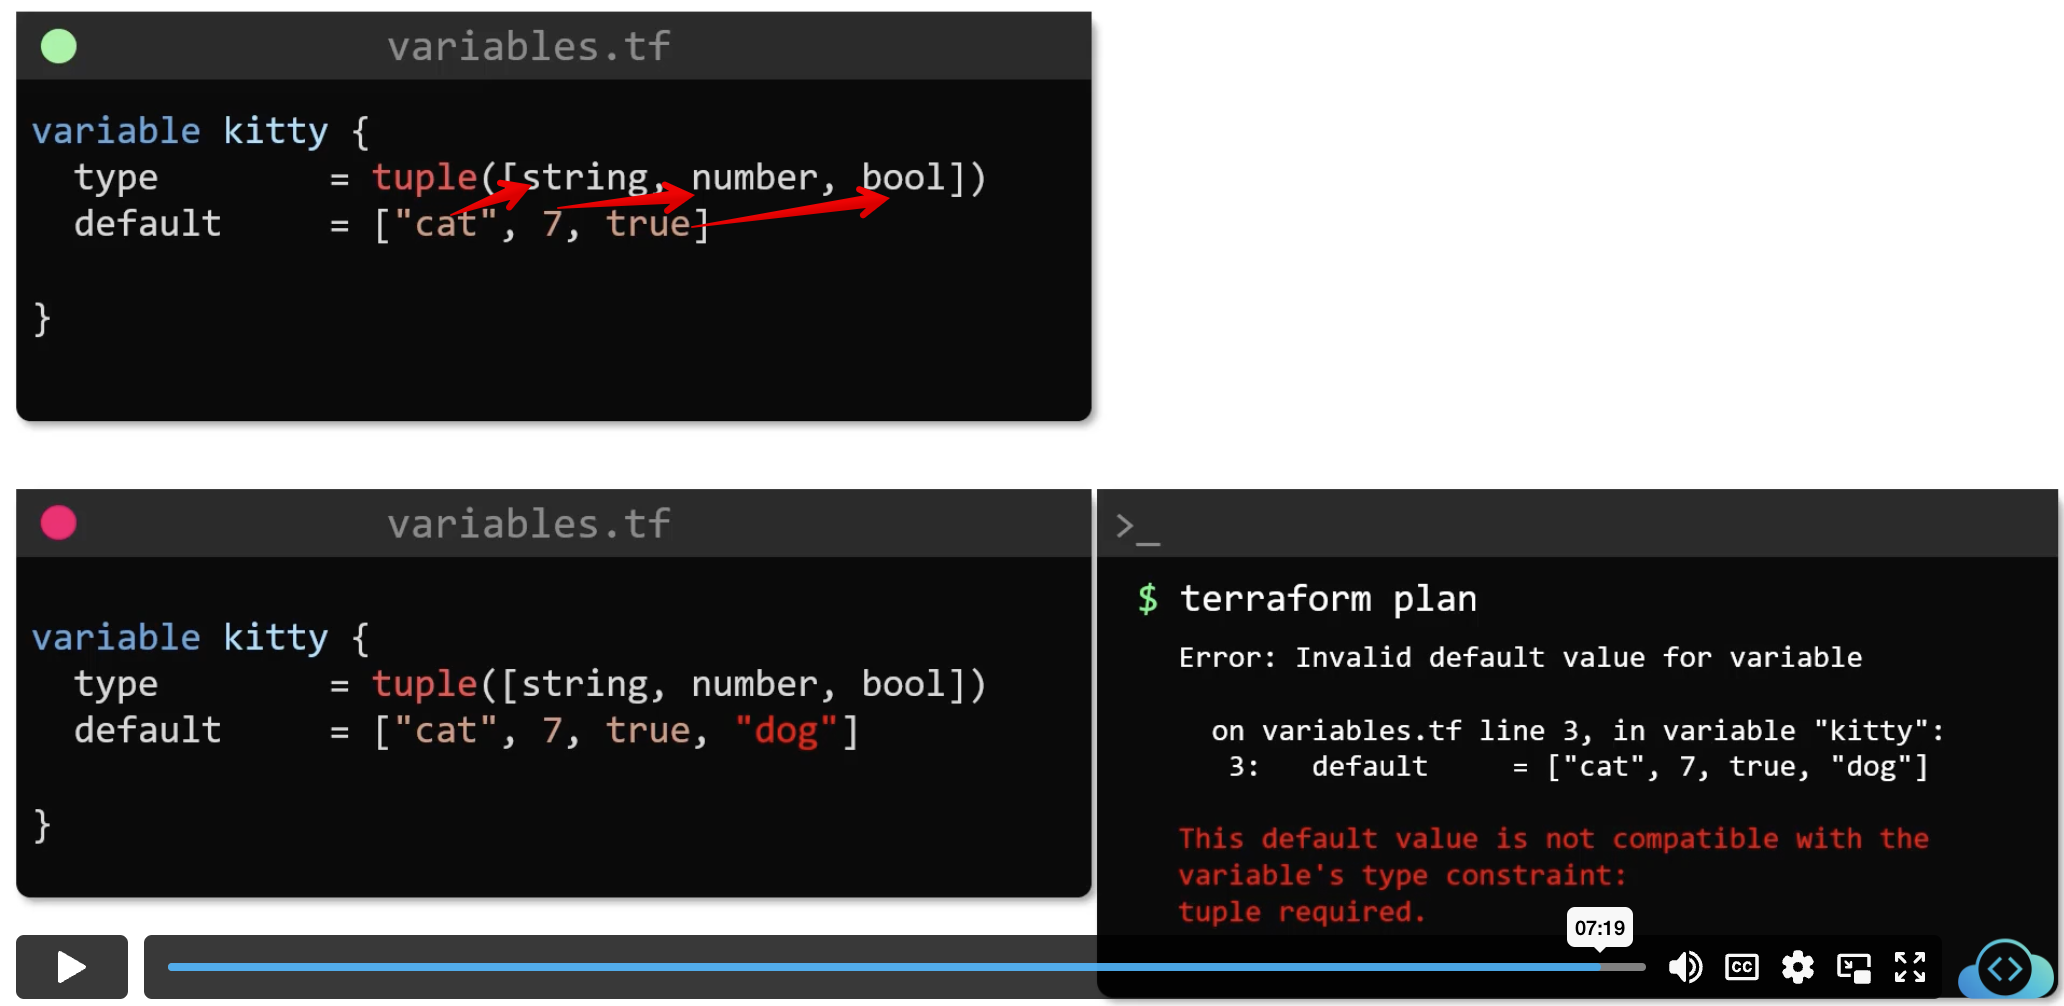 variables.tf
variable kitty {
  type        = tuple([string, number, bool])
  default     = ["cat", 7, true]
}
variables.tf
variable kitty {
  type        = tuple([string, number, bool])
  default     = ["cat", 7, true, "dog"]
}
>_
$ terraform plan
Error: Invalid default value for variable
  on variables.tf line 3, in variable "kitty":
   3:   default     = ["cat", 7, true, "dog"]
This default value is not compatible with the
variable's type constraint:
tuple required.
07:19
CC